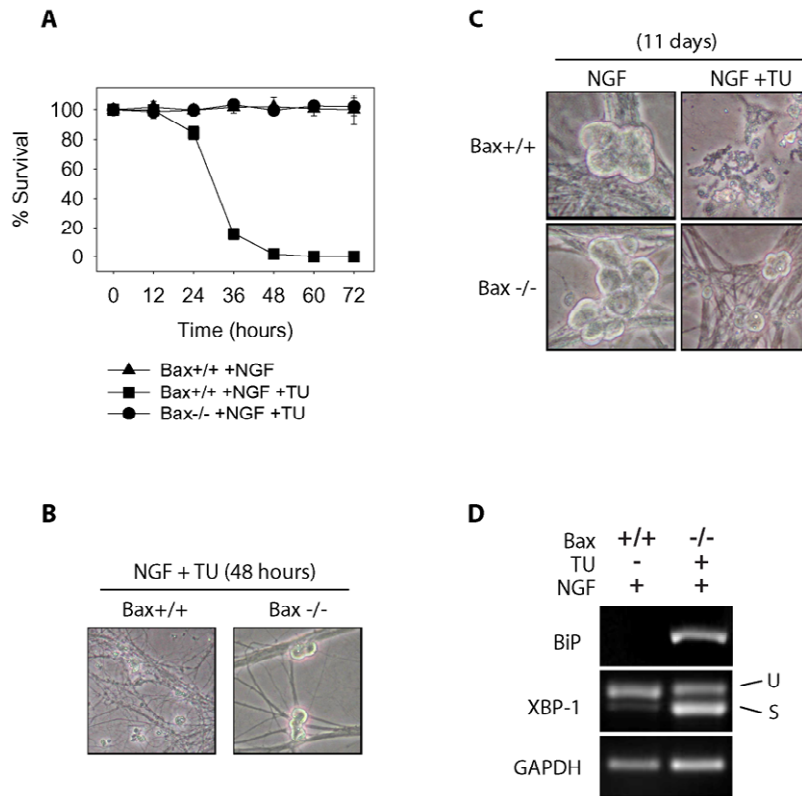 A
% Survival
100
80
60
40
20
0
0 12 24 36 48 60 72
Time (hours)
Bax+/+ +NGF
Bax+/+ +NGF +TU
Bax-/- +NGF +TU
B
NGF + TU (48 hours)
Bax+/+ Bax -/-
C
(11 days)
NGF NGF +TU
Bax+/+
Bax -/-
D
Bax +/+ -/-
TU - +
NGF + +
BiP
XBP-1
U
S
GAPDH